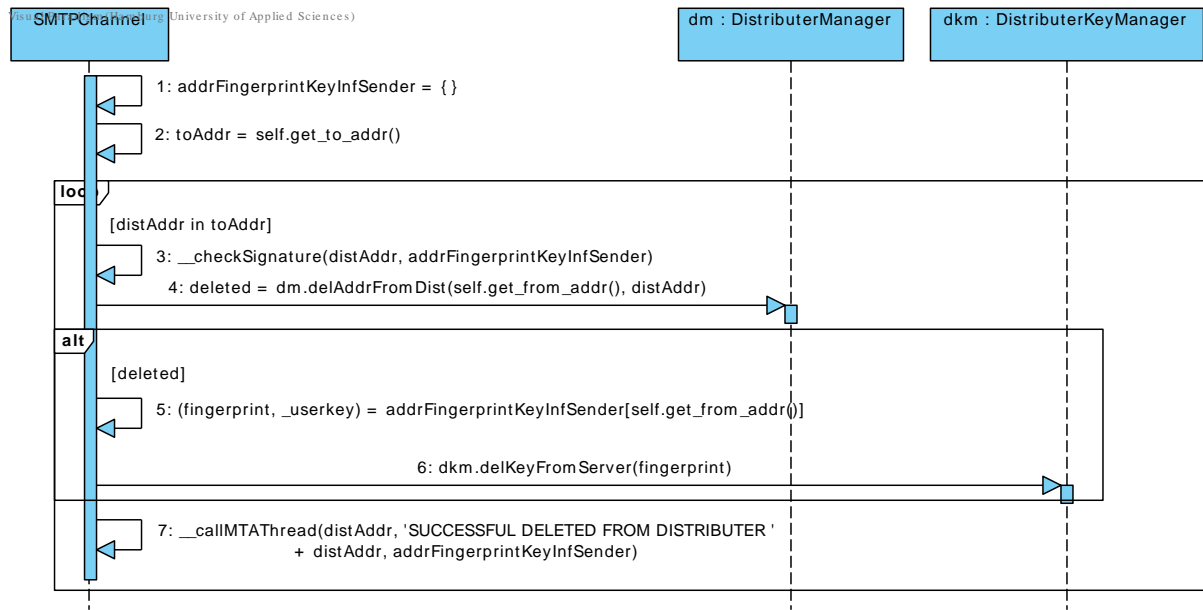 University of Applied Sciences)
SMTPChannel
dm : DistributerManager
dkm : DistributerKeyManager
1: addrFingerprintKeyInfSender = {}
2: toAddr = self.get_to_addr()
loop
[distAddr in toAddr]
3: __checkSignature(distAddr, addrFingerprintKeyInfSender)
4: deleted = dm.delAddrFromDist(self.get_from_addr(), distAddr)
alt
[deleted]
5: (fingerprint, _userkey) = addrFingerprintKeyInfSender[self.get_from_addr()]
6: dkm.delKeyFromServer(fingerprint)
7: __callMTAThread(distAddr, 'SUCCESSFUL DELETED FROM DISTRIBUTER '
+ distAddr, addrFingerprintKeyInfSender)